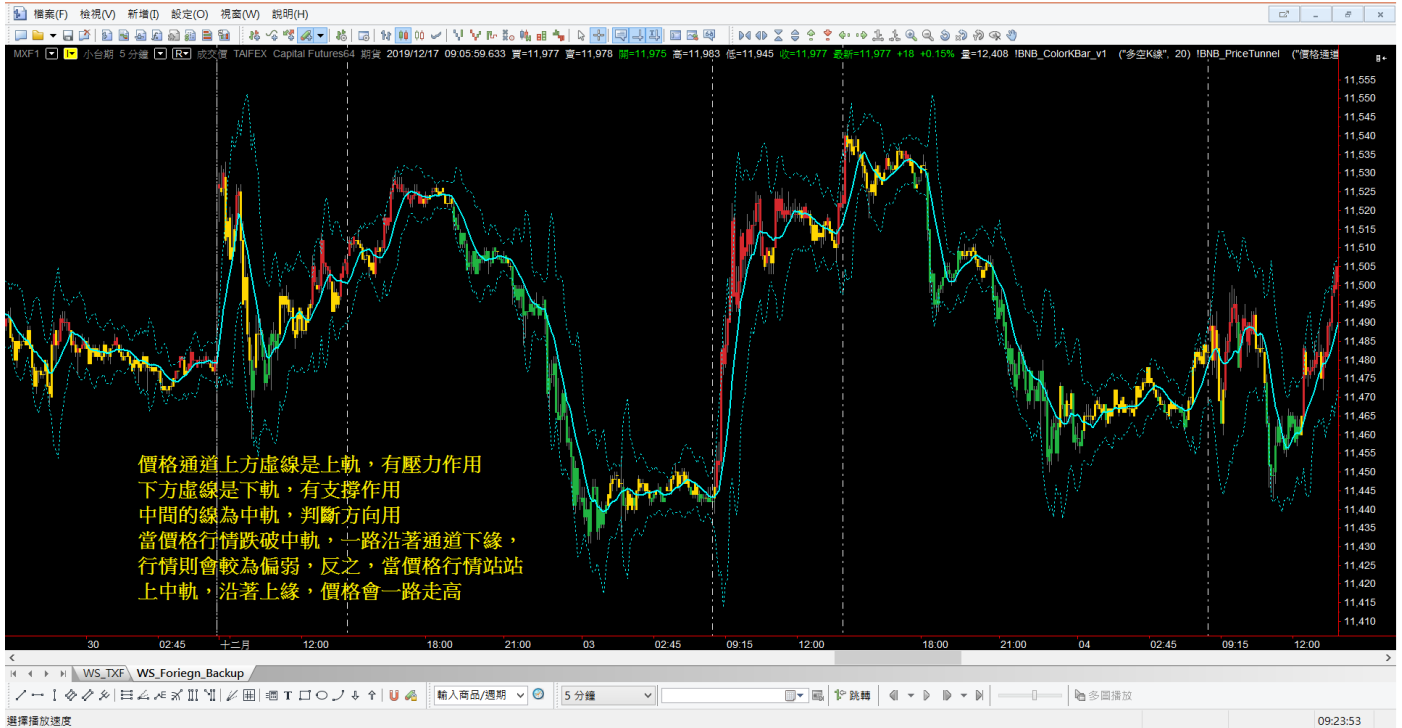 檔案(F) 檢視(V) 新增(I) 設定(O) 視窗(W) 說明(H)
MXF1 小台期 5 分鐘 R 成交價 TAIFEX Capital Futures64 期貨 2019/12/17 09:05:59.633 買=11,977 賣=11,978 開=11,975 高=11,983 低=11,945 收=11,977 最新=11,977 +18 +0.15% 量=12,408 !BNB_ColorKBar_v1 ("多空K線", 20) !BNB_PriceTunnel ("價格通道
11,555
11,550
11,545
11,540
11,535
11,530
11,525
11,520
11,515
11,510
11,505
11,500
11,495
11,490
11,485
11,480
11,475
11,470
11,465
11,460
11,455
11,450
11,445
11,440
11,435
11,430
11,425
11,420
11,415
11,410
價格通道上方虛線是上軌，有壓力作用
下方虛線是下軌，有支撐作用
中間的線為中軌，判斷方向用
當價格行情跌破中軌，一路沿著通道下緣，
行情則會較為偏弱，反之，當價格行情站站
上中軌，沿著上緣，價格會一路走高
30 02:45 十二月 12:00 18:00 21:00 03 02:45 09:15 12:00 18:00 21:00 04 02:45 09:15 12:00
WS_TXF WS_Foriegn_Backup
輸入商品/週期 5 分鐘 跳轉 多圖播放
選擇播放速度 09:23:53